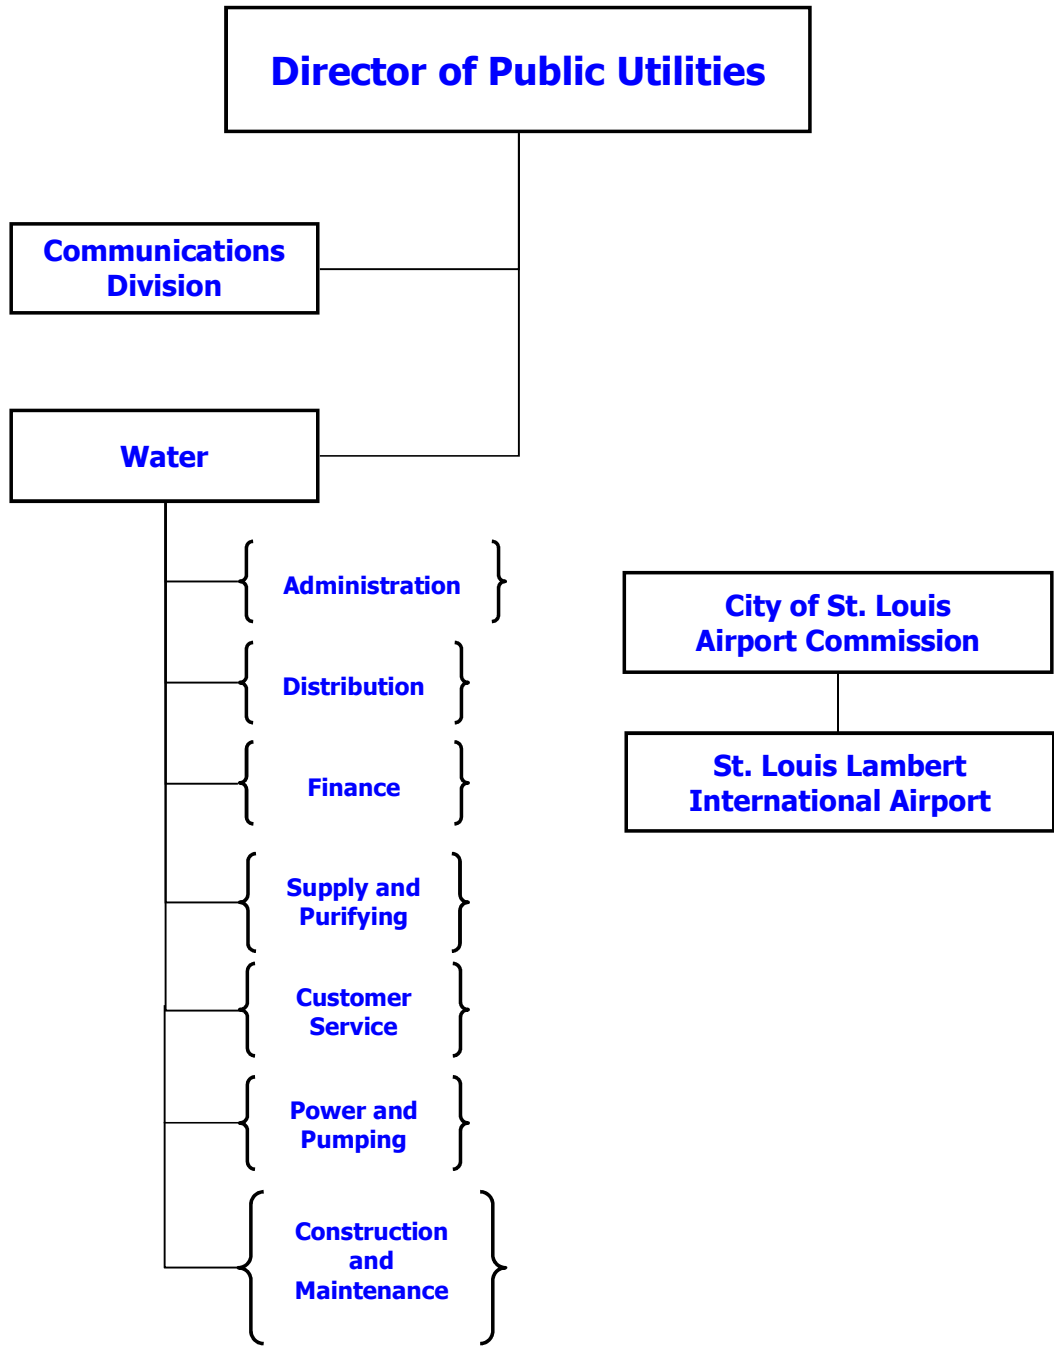 Director of Public Utilities
Communications
Division
Water
Administration
Distribution
Finance
Supply and
Purifying
Customer
Service
Power and
Pumping
Construction
and
Maintenance
City of St. Louis
Airport Commission
St. Louis Lambert
International Airport